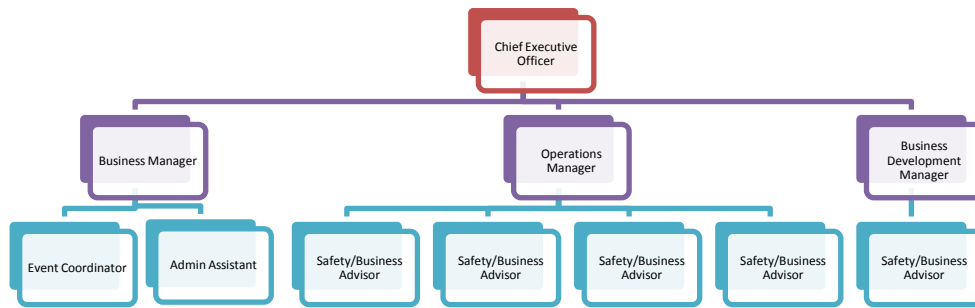 Chief Executive
Officer
Business Manager
Operations
Manager
Business
Development
Manager
Event Coordinator
Admin Assistant
Safety/Business
Advisor
Safety/Business
Advisor
Safety/Business
Advisor
Safety/Business
Advisor
Safety/Business
Advisor